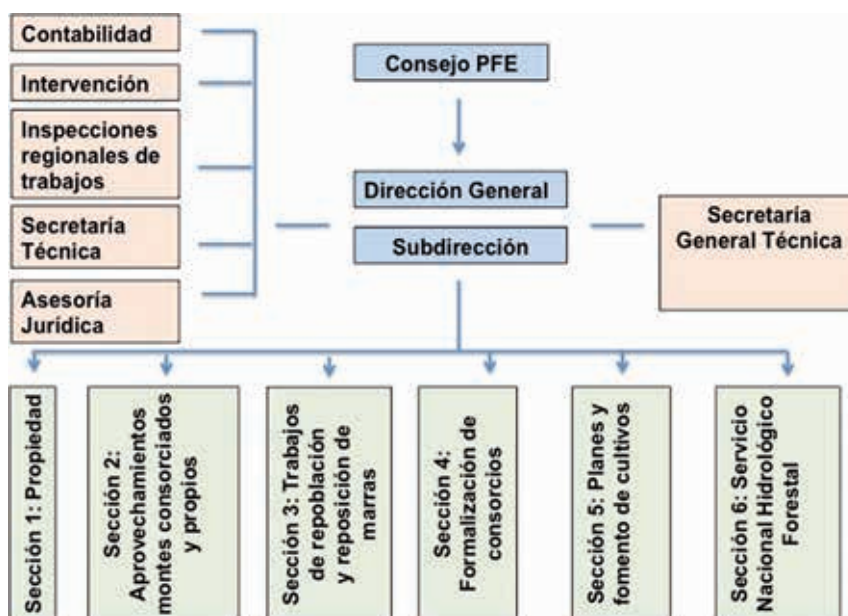 Contabilidad
Intervención
Inspecciones
regionales de
trabajos
Secretaría
Técnica
Asesoría
Jurídica
Consejo PFE
Dirección General
Subdirección
Secretaría
General Técnica
Sección 1: Propiedad
Sección 2:
Aprovechamientos
montes consorciados
y propios
Sección 3: Trabajos
de repoblación
y reposición de
marras
Sección 4:
Formalización de
consorcios
Sección 5: Planes y
fomento de cultivos
Sección 6: Servicio
Nacional Hidrológico
Forestal